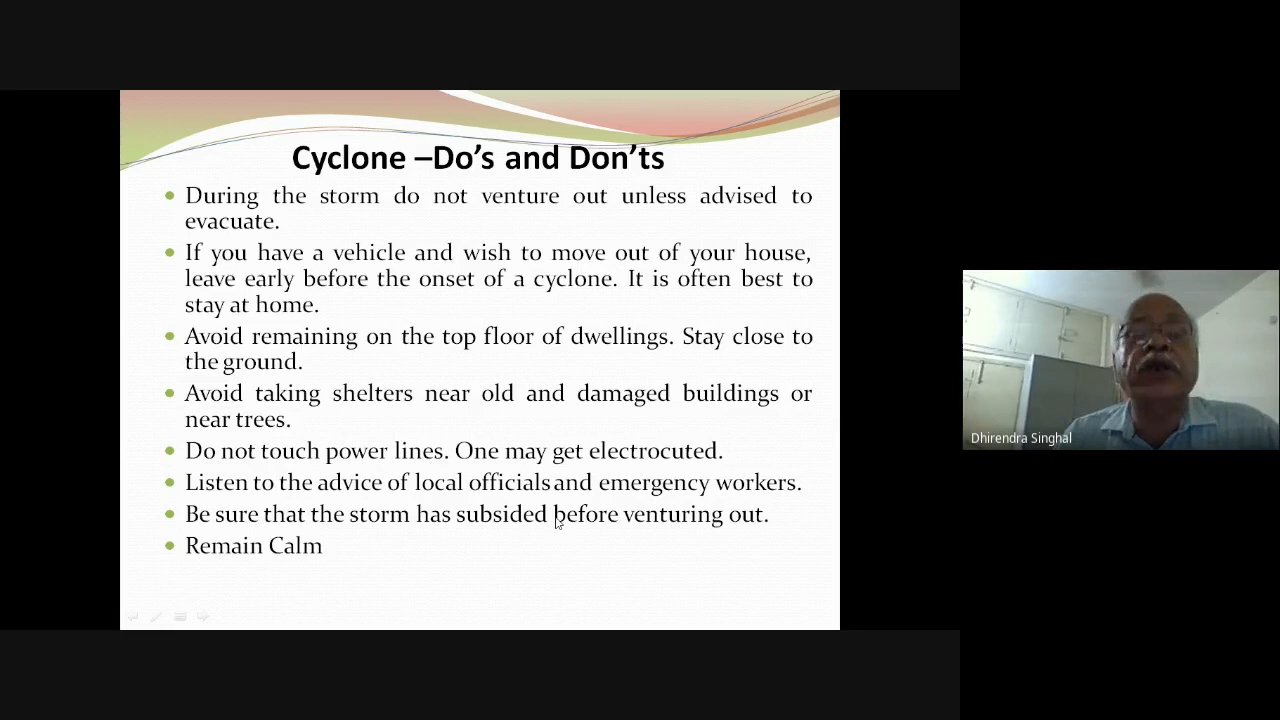 Cyclone –Do’s and Don’ts
During the storm do not venture out unless advised to
evacuate.
If you have a vehicle and wish to move out of your house,
leave early before the onset of a cyclone. It is often best to
stay at home.
Avoid remaining on the top floor of dwellings. Stay close to
the ground.
Avoid taking shelters near old and damaged buildings or
near trees.
Do not touch power lines. One may get electrocuted.
Listen to the advice of local officials and emergency workers.
Be sure that the storm has subsided before venturing out.
Remain Calm
Dhirendra Singhal